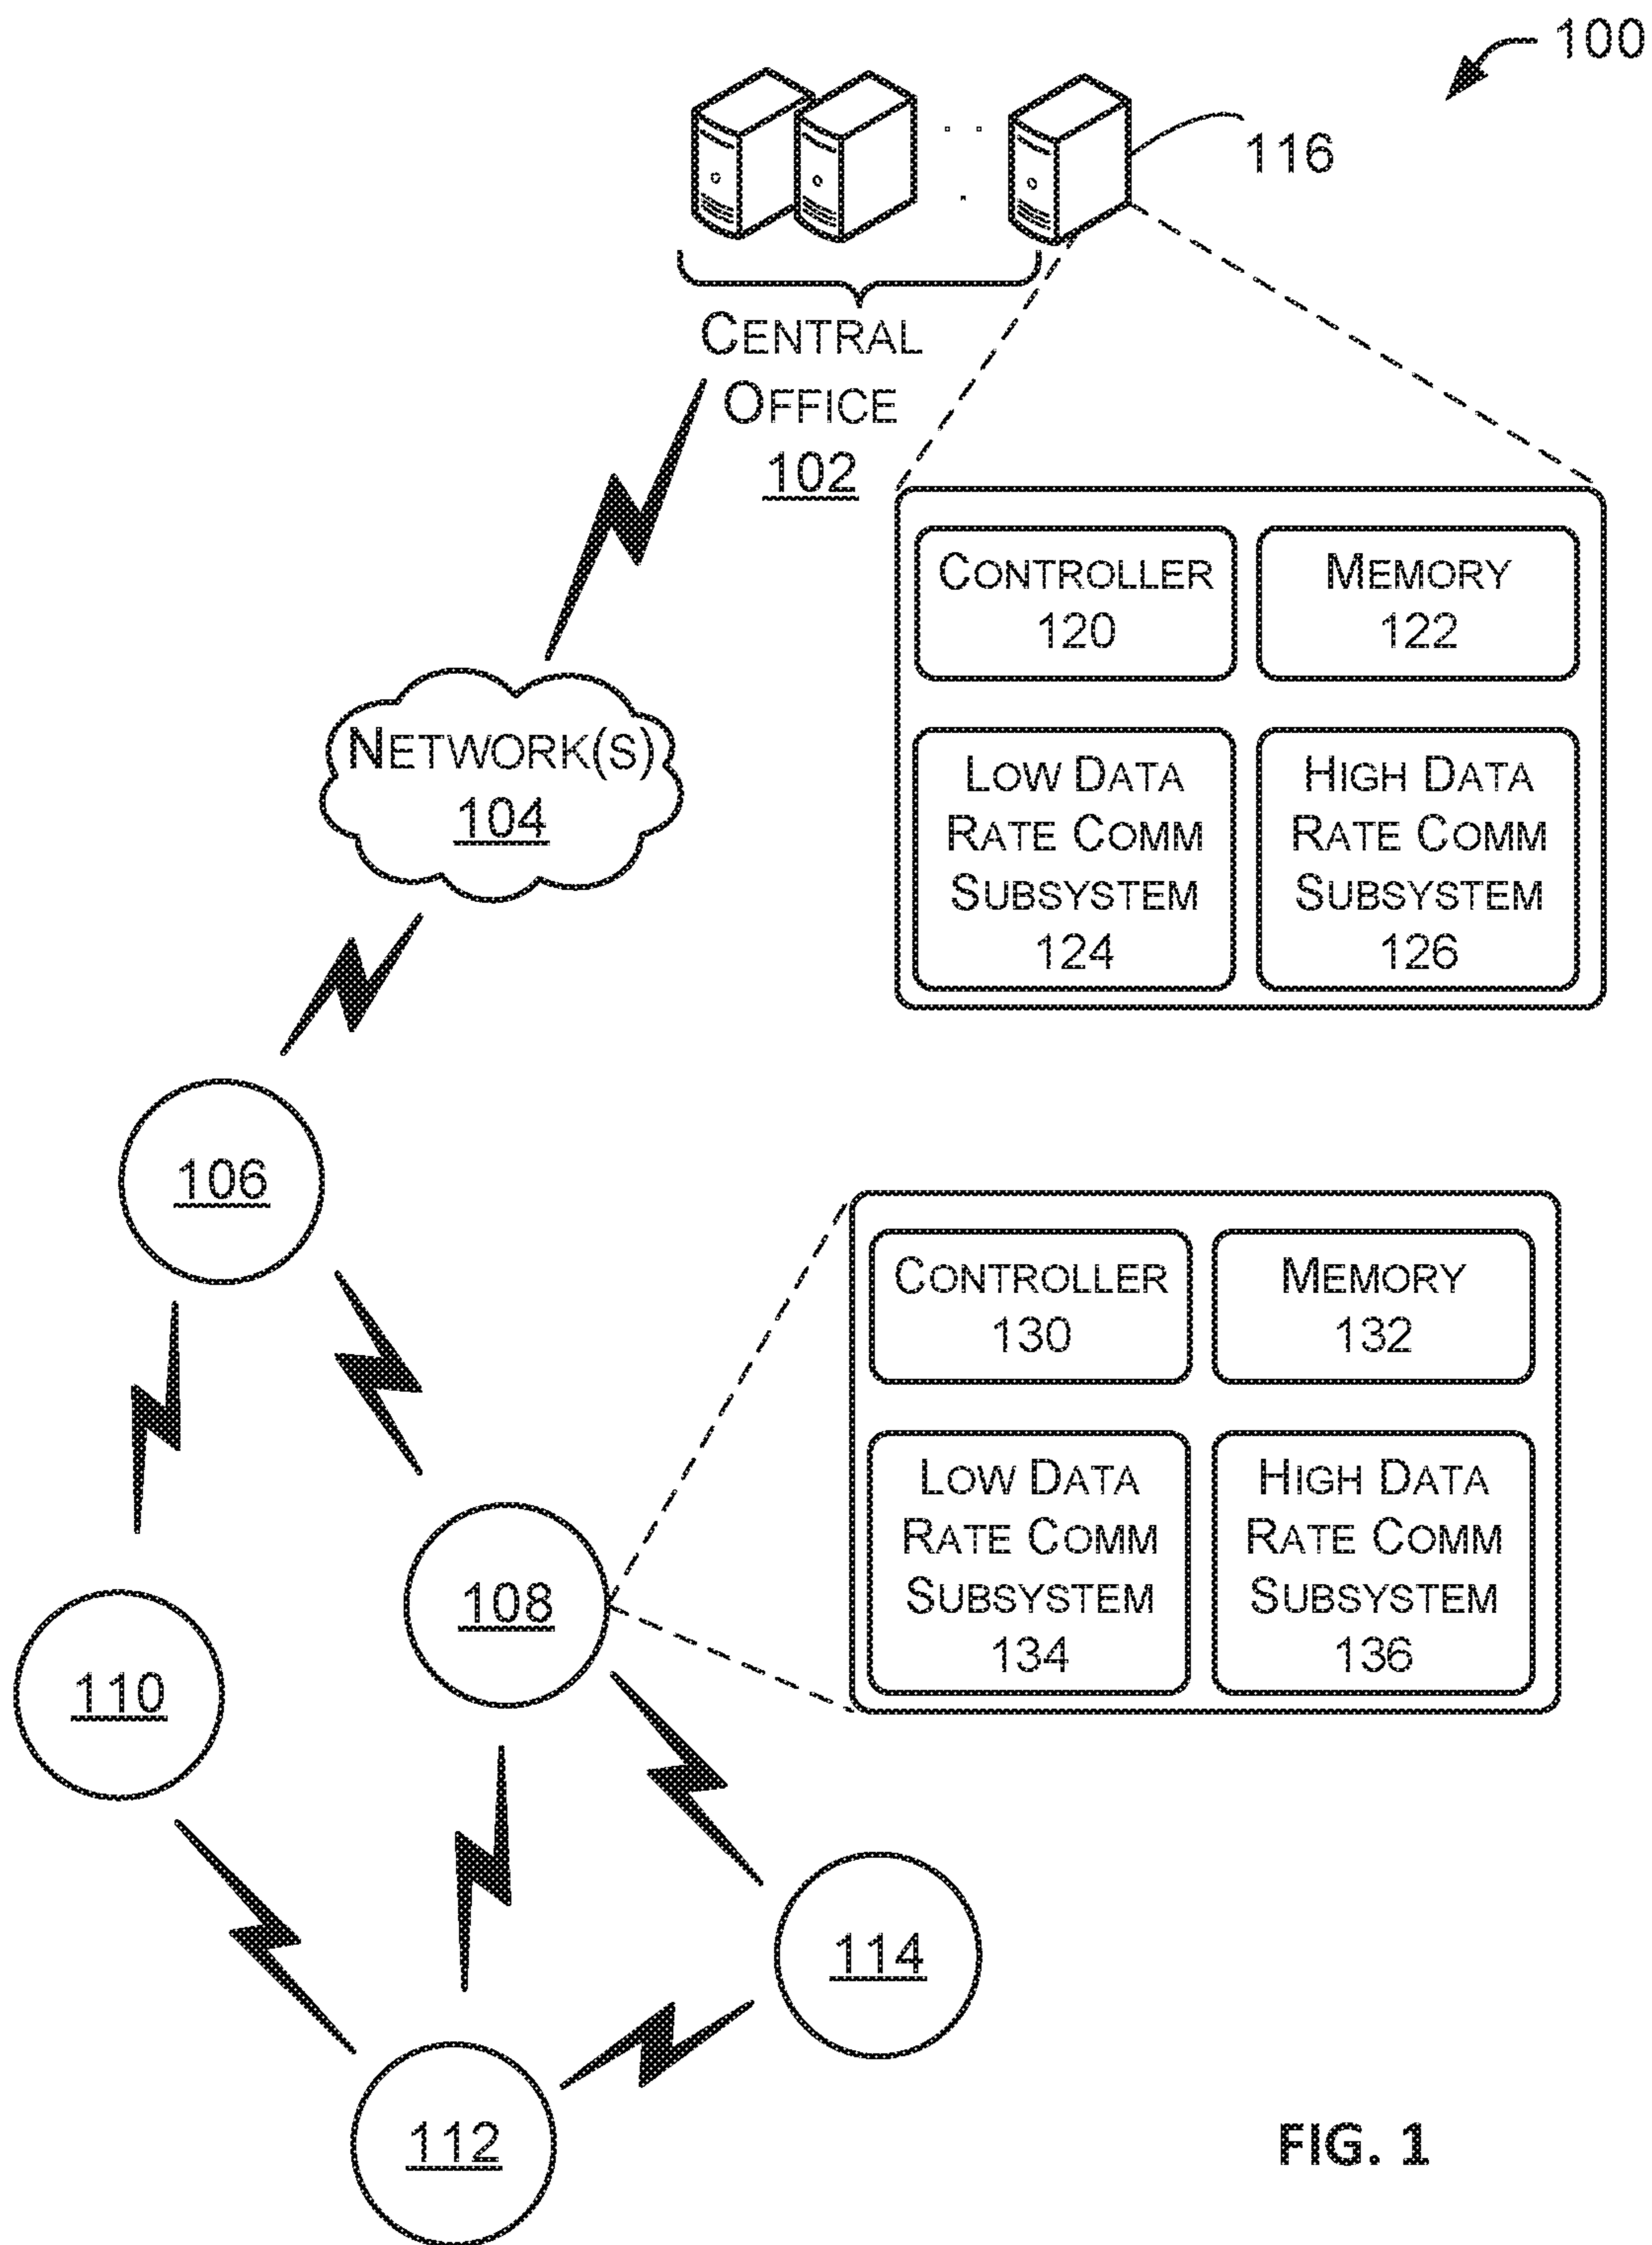 100
116
CENTRAL
OFFICE
102
CONTROLLER
120
MEMORY
122
NETWORK(S)
104
LOW DATA
RATE COMM
SUBSYSTEM
124
HIGH DATA
RATE COMM
SUBSYSTEM
126
106
CONTROLLER
130
MEMORY
132
LOW DATA
RATE COMM
SUBSYSTEM
134
HIGH DATA
RATE COMM
SUBSYSTEM
136
108
110
114
112
FIG. 1